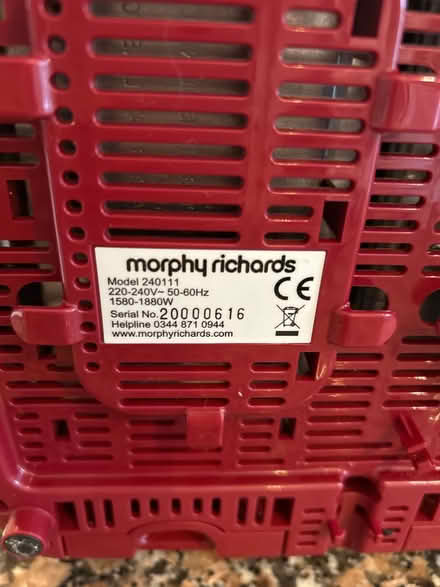 morphy richards
Model 240111
220-240V~ 50-60Hz
1580-1880W
CE
Serial No.20000616
Helpline 0344 871 0944
www.morphyrichards.com